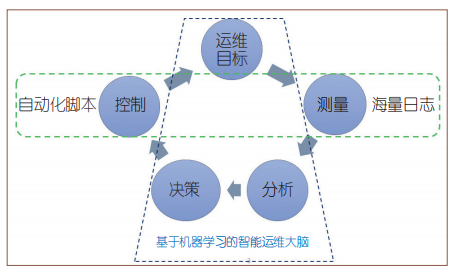 运维
目标
自动化脚本
控制
测量
海量日志
决策
分析
基于机器学习的智能运维大脑